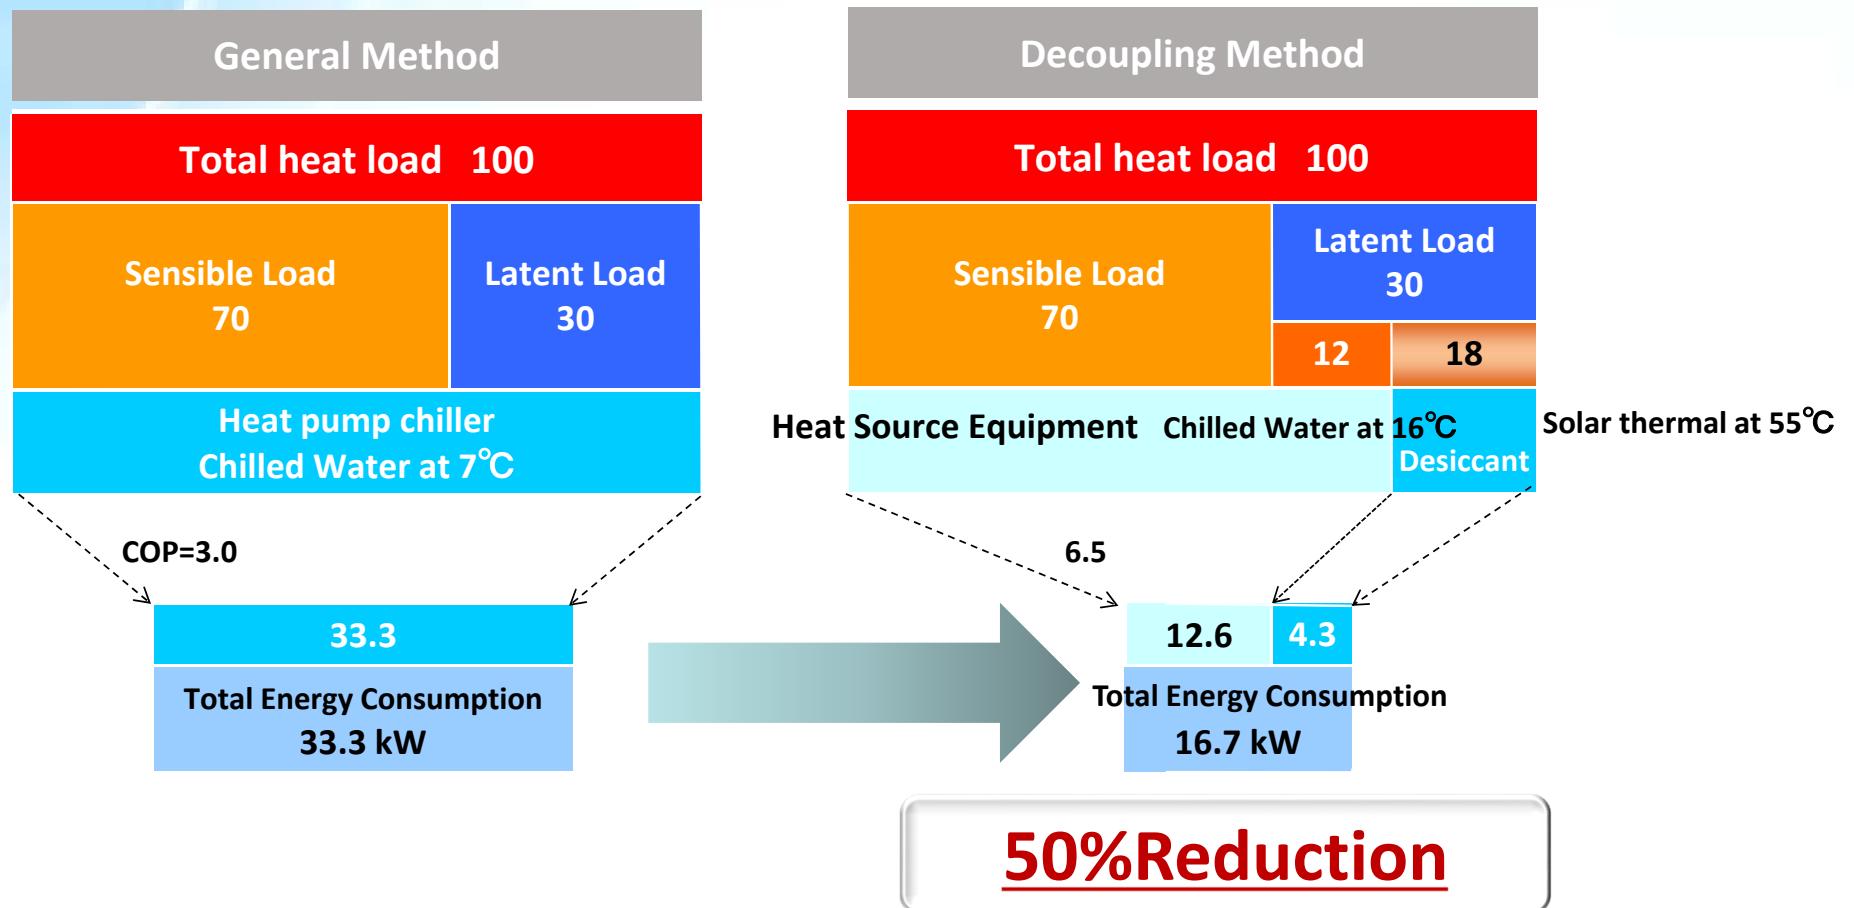 General Method
Total heat load 100
Sensible Load
70
Latent Load
30
Heat pump chiller
Chilled Water at 7℃
COP=3.0
33.3
Total Energy Consumption
33.3 kW
Decoupling Method
Total heat load 100
Sensible Load
70
Latent Load
30
12
18
Heat Source Equipment Chilled Water at 16℃
Desiccant
Solar thermal at 55℃
6.5
12.6
4.3
Total Energy Consumption
16.7 kW
50%Reduction